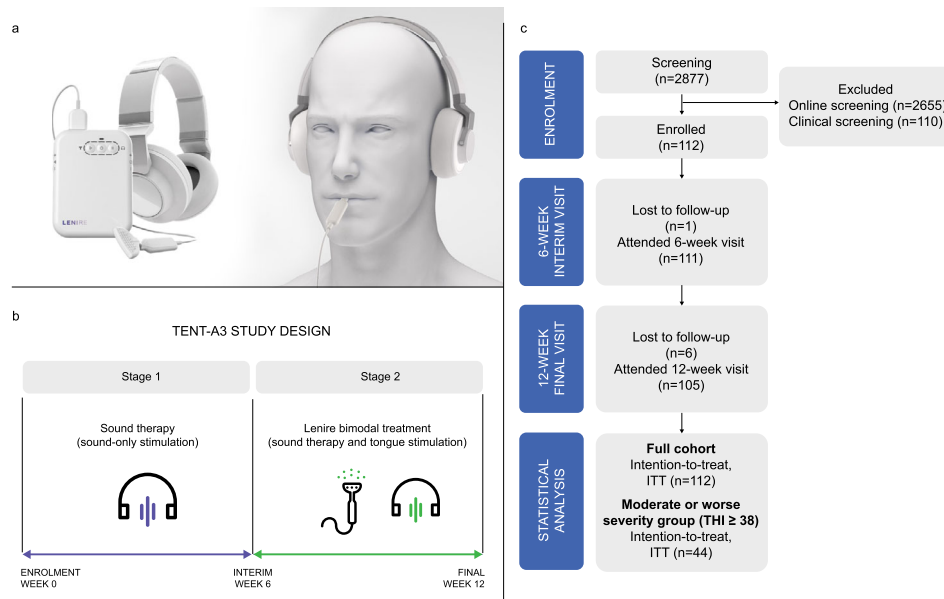 a
LENIRE
b
TENT-A3 STUDY DESIGN
Stage 1
Stage 2
Sound therapy
(sound-only stimulation)
Lenire bimodal treatment
(sound therapy and tongue stimulation)
ENROLMENT
WEEK 0
INTERIM
WEEK 6
FINAL
WEEK 12
c
ENROLMENT
Screening
(n=2877)
Excluded
Online screening (n=2655)
Clinical screening (n=110)
Enrolled
(n=112)
6-WEEK
INTERIM VISIT
Lost to follow-up
(n=1)
Attended 6-week visit
(n=111)
12-WEEK
FINAL VISIT
Lost to follow-up
(n=6)
Attended 12-week visit
(n=105)
STATISTICAL
ANALYSIS
Full cohort
Intention-to-treat,
ITT (n=112)
Moderate or worse
severity group (THI ≥ 38)
Intention-to-treat,
ITT (n=44)